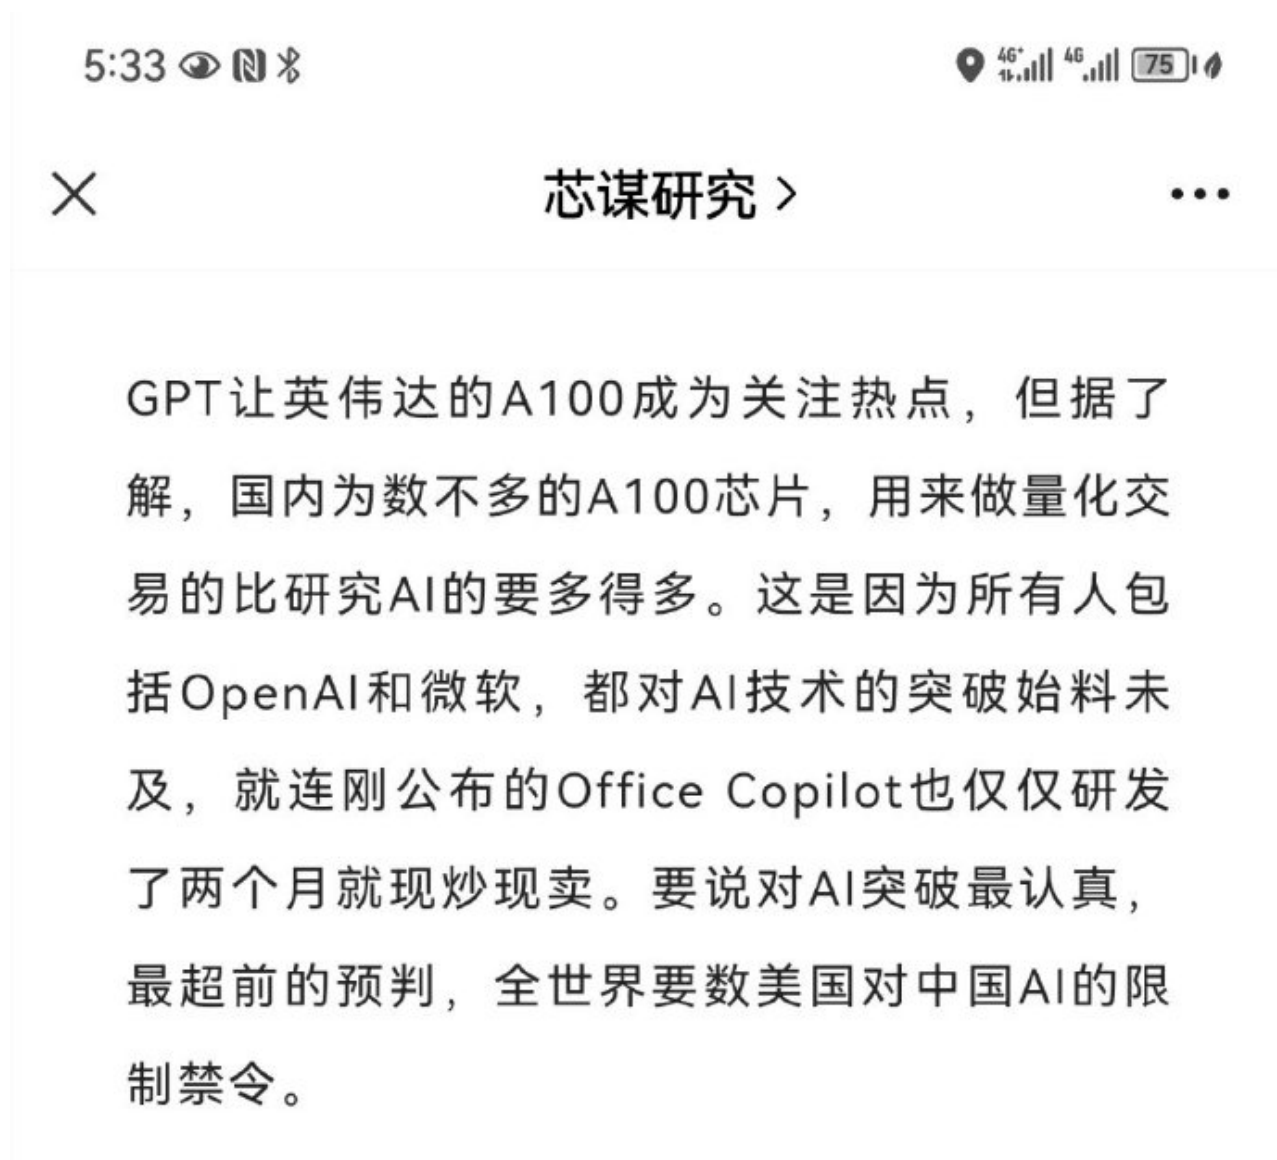 5:33 4G+ 4G 75
芯谋研究
GPT让英伟达的A100成为关注热点，但据了
解，国内为数不多的A100芯片，用来做量化交
易的比研究AI的要多得多。这是因为所有人包
括OpenAI和微软，都对AI技术的突破始料未
及，就连刚公布的Office Copilot也仅仅研发
了两个月就现炒现卖。要说对AI突破最认真，
最超前的预判，全世界要数美国对中国AI的限
制禁令。